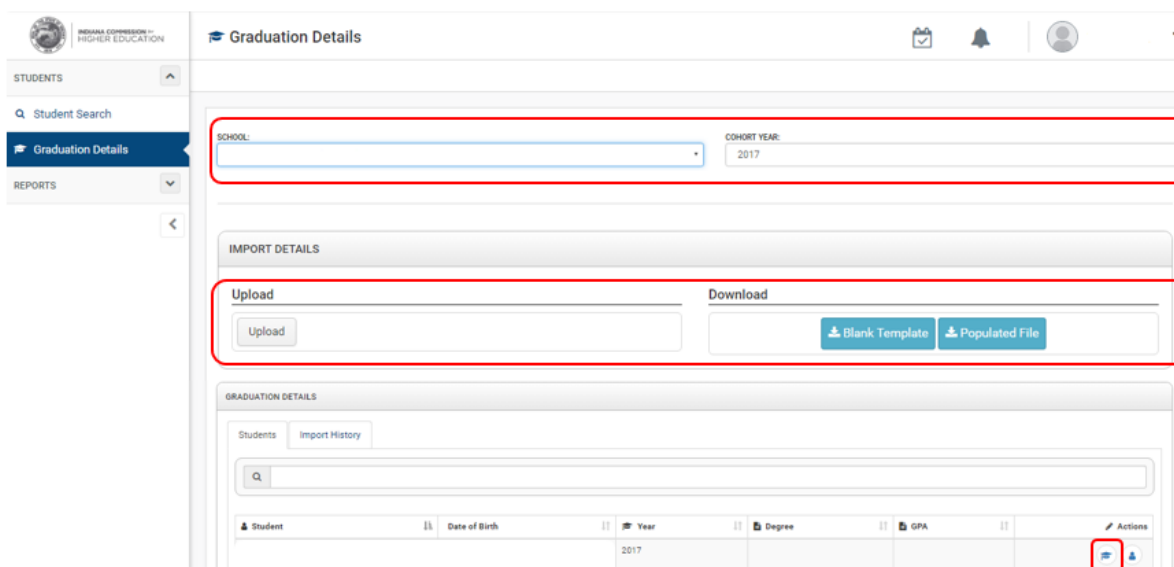 INDIANA COMMISSION for
HIGHER EDUCATION
Graduation Details
STUDENTS
Student Search
Graduation Details
REPORTS
SCHOOL:
COHORT YEAR:
2017
IMPORT DETAILS
Upload
Download
Upload
Blank Template
Populated File
GRADUATION DETAILS
Students
Import History
Student
Date of Birth
Year
Degree
GPA
Actions
2017